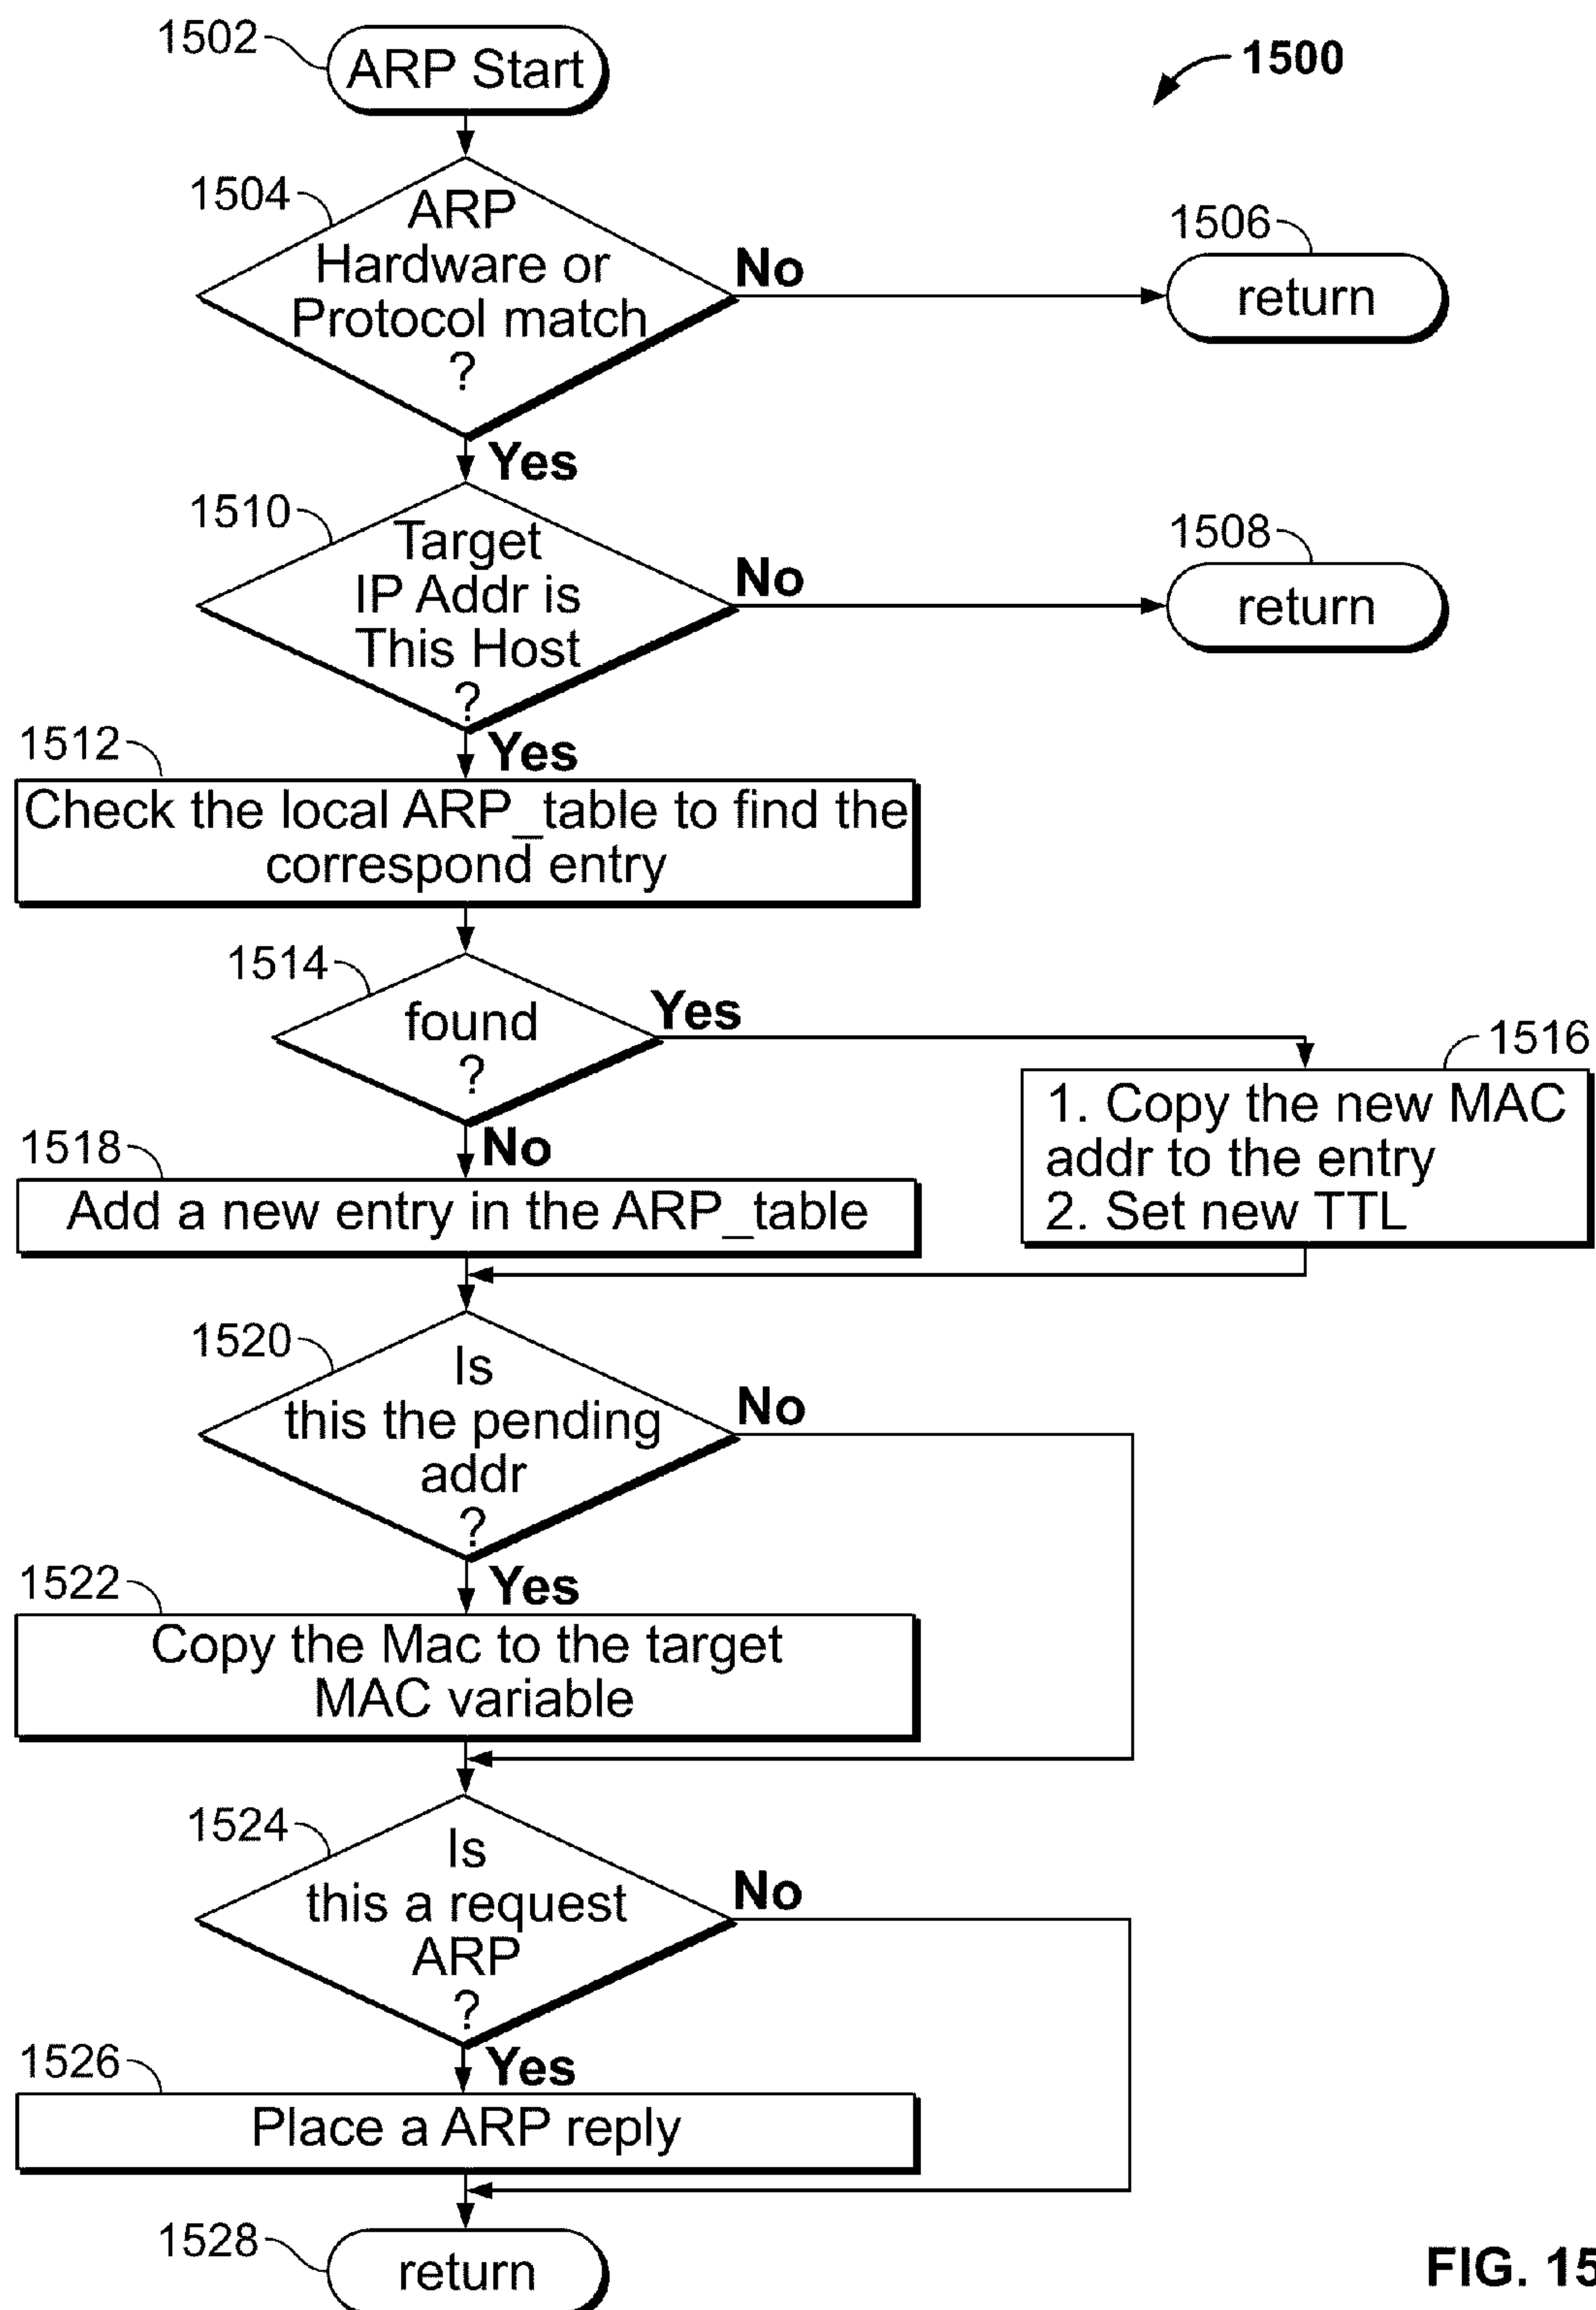 1502
ARP Start
1500
1504
ARP
Hardware or
Protocol match
?
No
1506
return
Yes
1510
Target
IP Addr is
This Host
?
No
1508
return
Yes
1512
Check the local ARP_table to find the
correspond entry
1514
found
?
Yes
1516
1. Copy the new MAC
addr to the entry
2. Set new TTL
No
1518
Add a new entry in the ARP_table
1520
Is
this the pending
addr
?
No
Yes
1522
Copy the Mac to the target
MAC variable
1524
Is
this a request
ARP
?
No
Yes
1526
Place a ARP reply
1528
return
FIG. 15